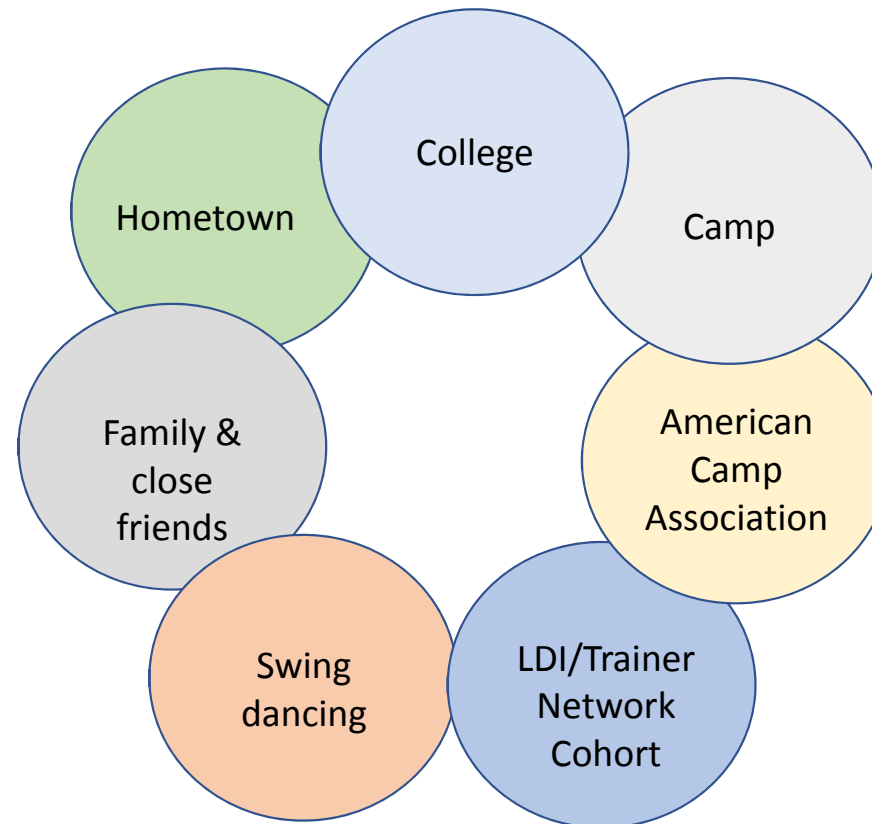 College
Hometown
Camp
Family &
close
friends
American
Camp
Association
Swing
dancing
LDI/Trainer
Network
Cohort